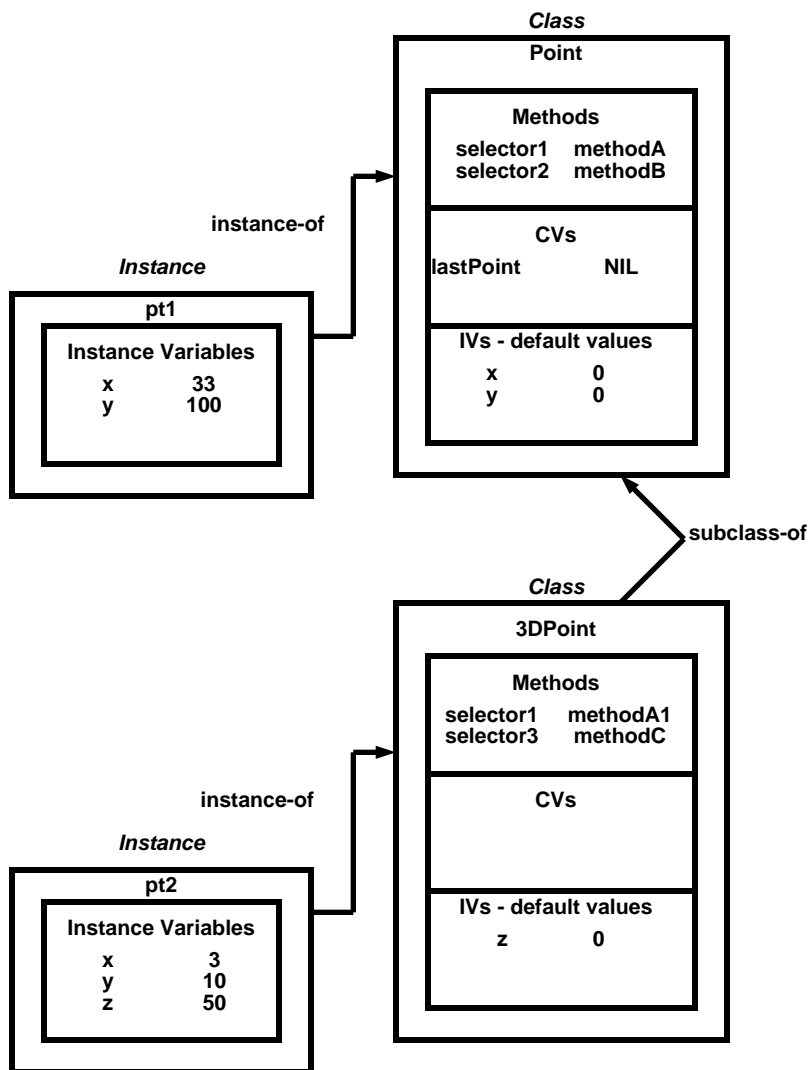 Class
Point
Methods
selector1 methodA
selector2 methodB
instance-of
CVs
lastPoint NIL
Instance
pt1
Instance Variables
x 33
y 100
IVs - default values
x 0
y 0
subclass-of
Class
3DPoint
Methods
selector1 methodA1
selector3 methodC
instance-of
CVs
Instance
pt2
Instance Variables
x 3
y 10
z 50
IVs - default values
z 0